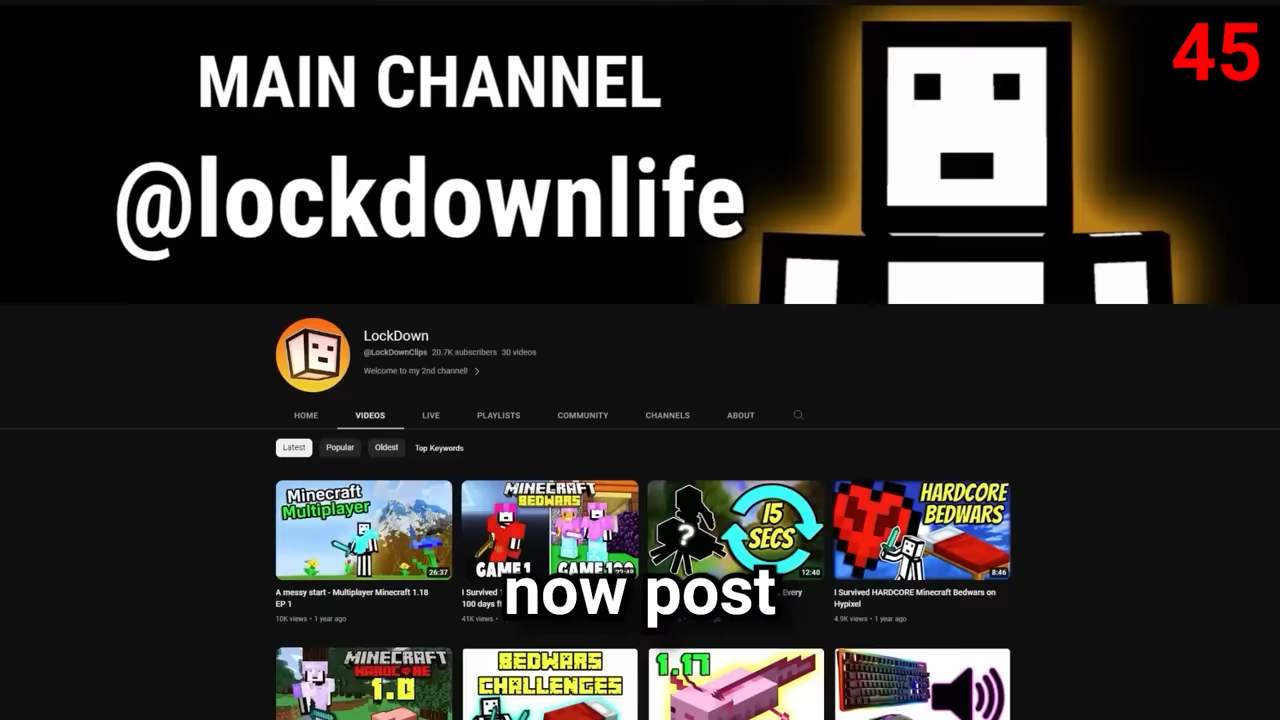 45
MAIN CHANNEL
@lockdownlife
LockDown
@LockDownClips 20.7K subscribers 30 videos
Welcome to my 2nd channel!
HOME VIDEOS LIVE PLAYLISTS COMMUNITY CHANNELS ABOUT
Latest Popular Oldest Top Keywords
Minecraft
Multiplayer
26:37
MINECRAFT
BEDWARS
GAME 1
?
15
SECS
12:40
HARDCORE
BEDWARS
8:46
A messy start - Multiplayer Minecraft 1.18
EP 1
10K views • 1 year ago
I Survived
100 days
41K views •
Every
I Survived HARDCORE Minecraft Bedwars on
Hypixel
4.9K views • 1 year ago
now post
MINECRAFT
HARDCORE
1.0
BEDWARS
CHALLENGES
1.17